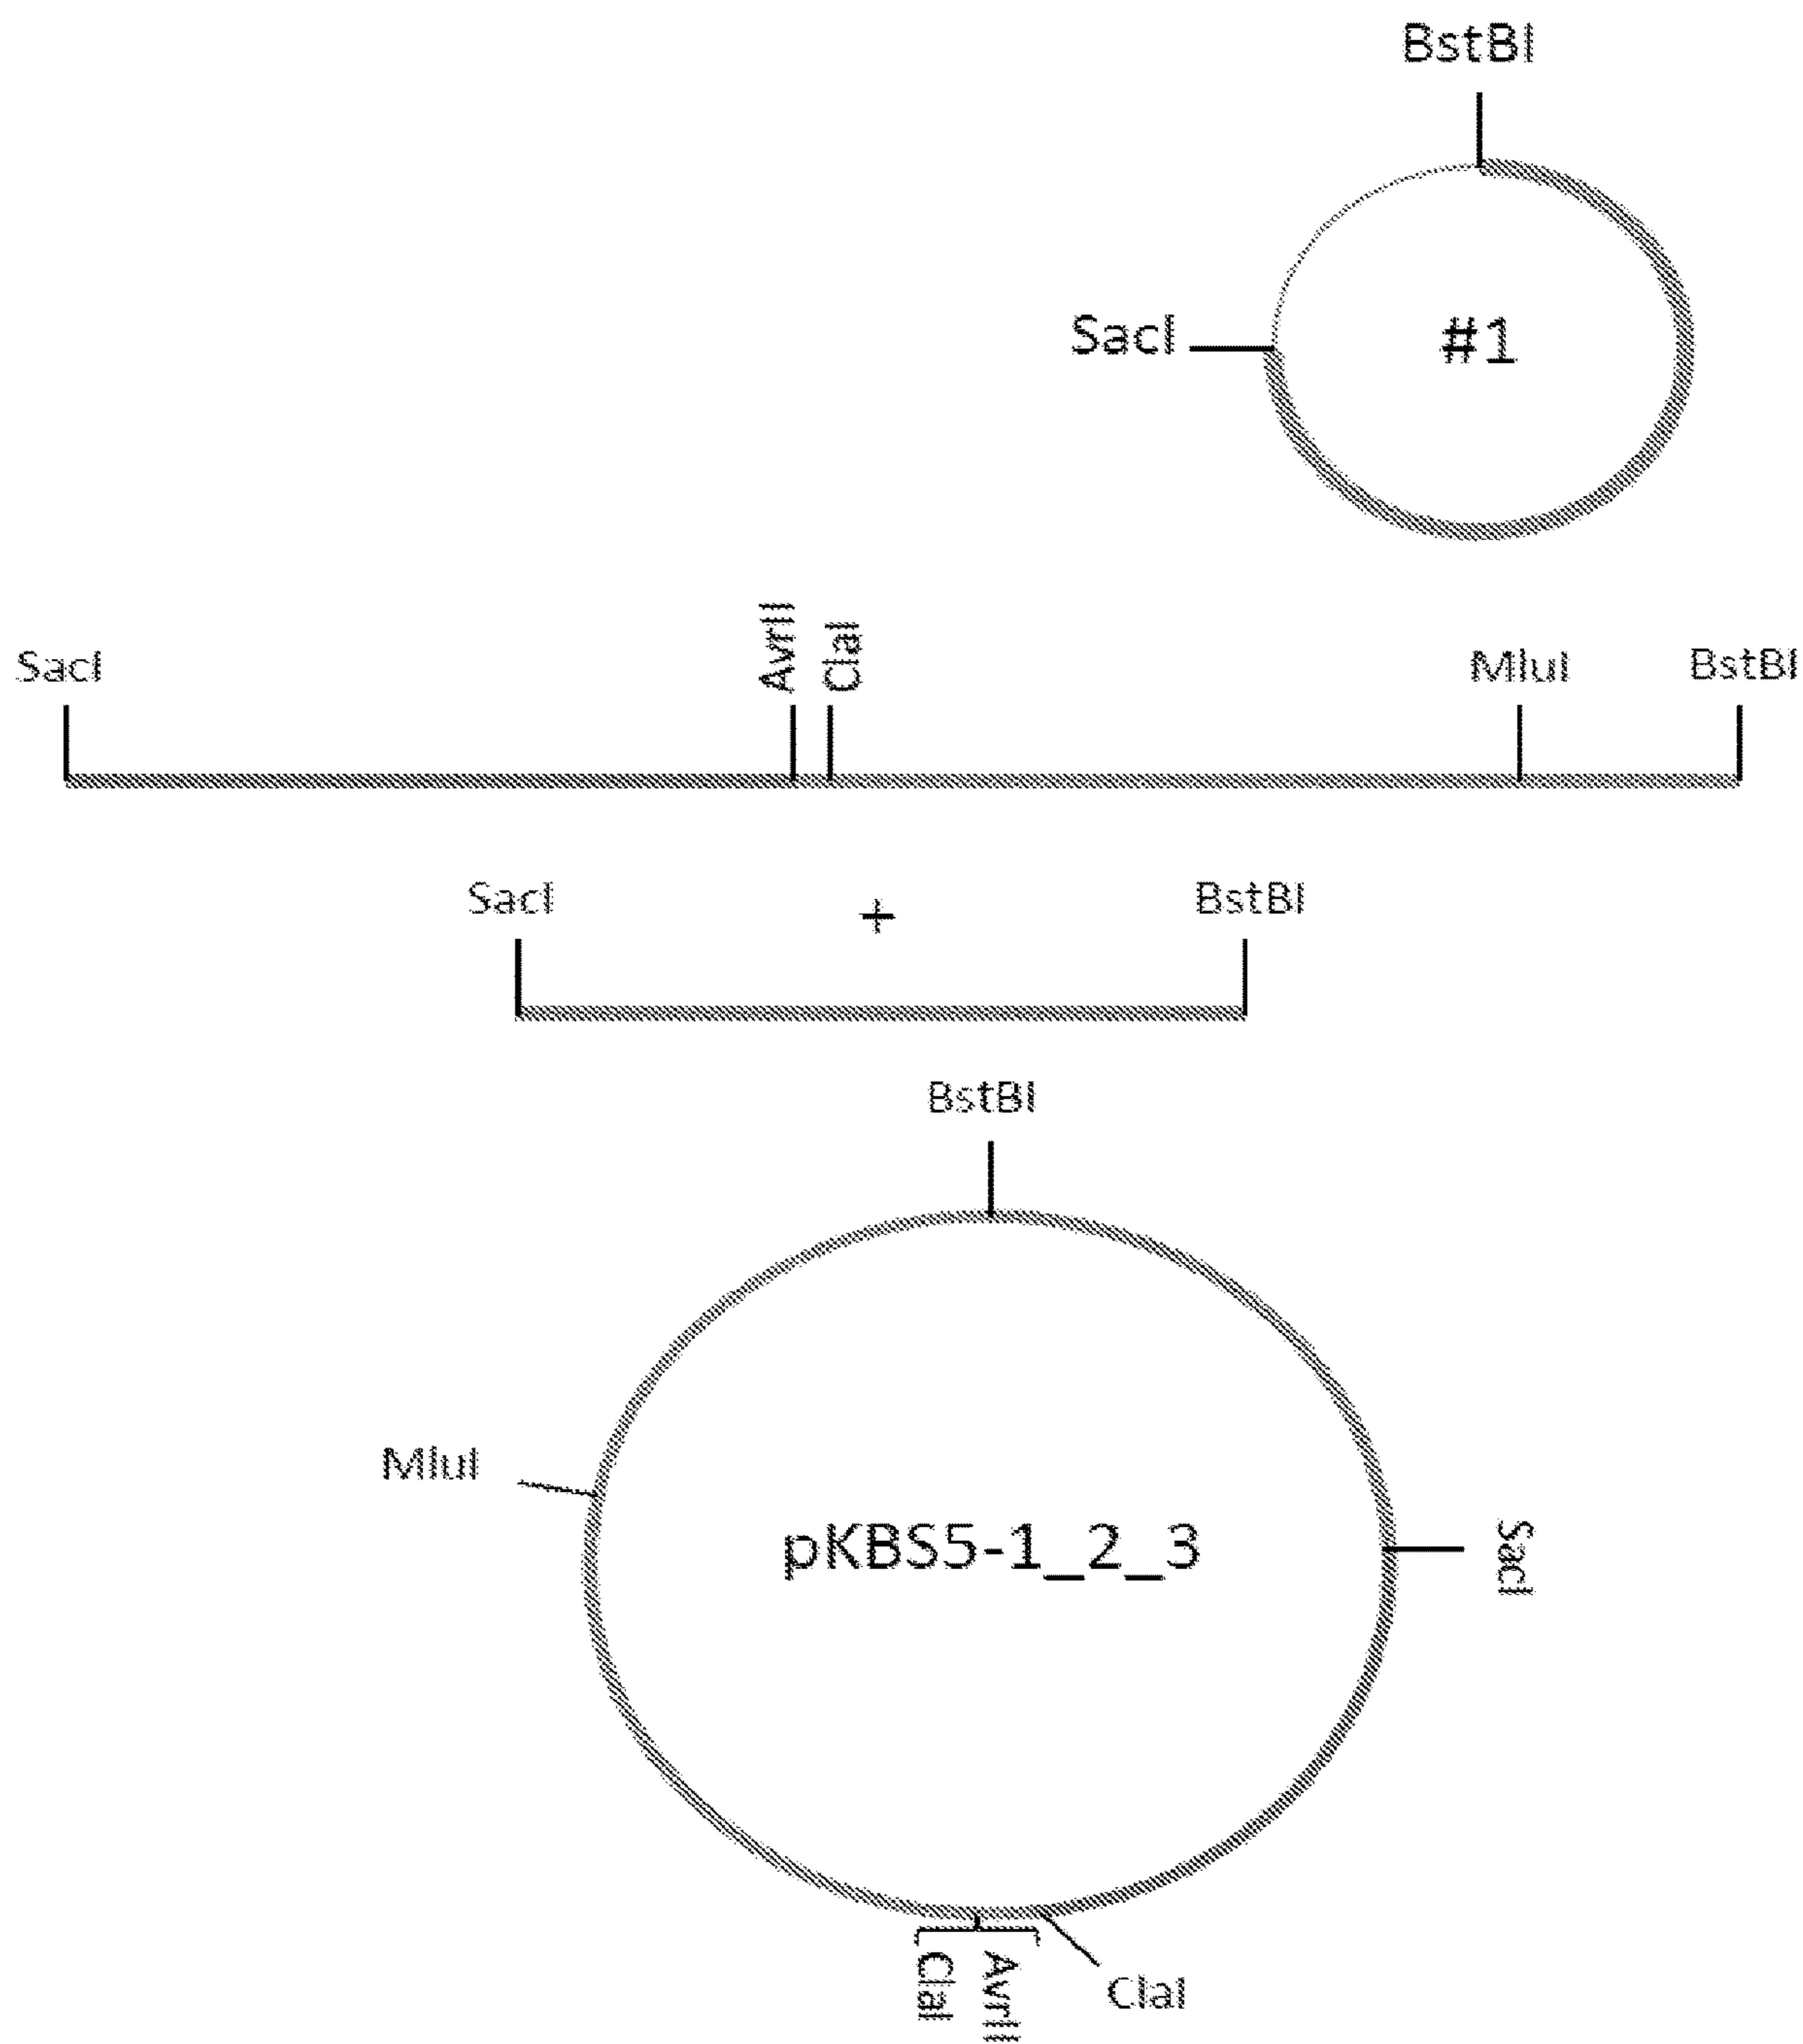 BstBI
SacI
#1
SacI
AvrII
ClaI
MluI
BstBI
SacI
+
BstBI
BstBI
MluI
pKBS5-1_2_3
SacI
ClaI
AvrII
ClaI